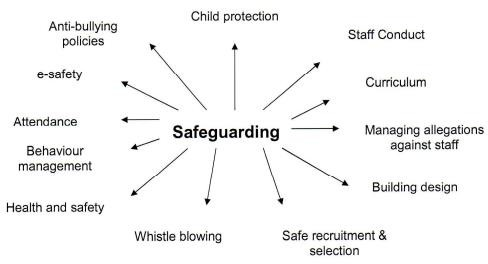 Child protection
Anti-bullying
policies
Staff Conduct
e-safety
Curriculum
Attendance
Safeguarding
Managing allegations
against staff
Behaviour
management
Building design
Health and safety
Whistle blowing
Safe recruitment &
selection